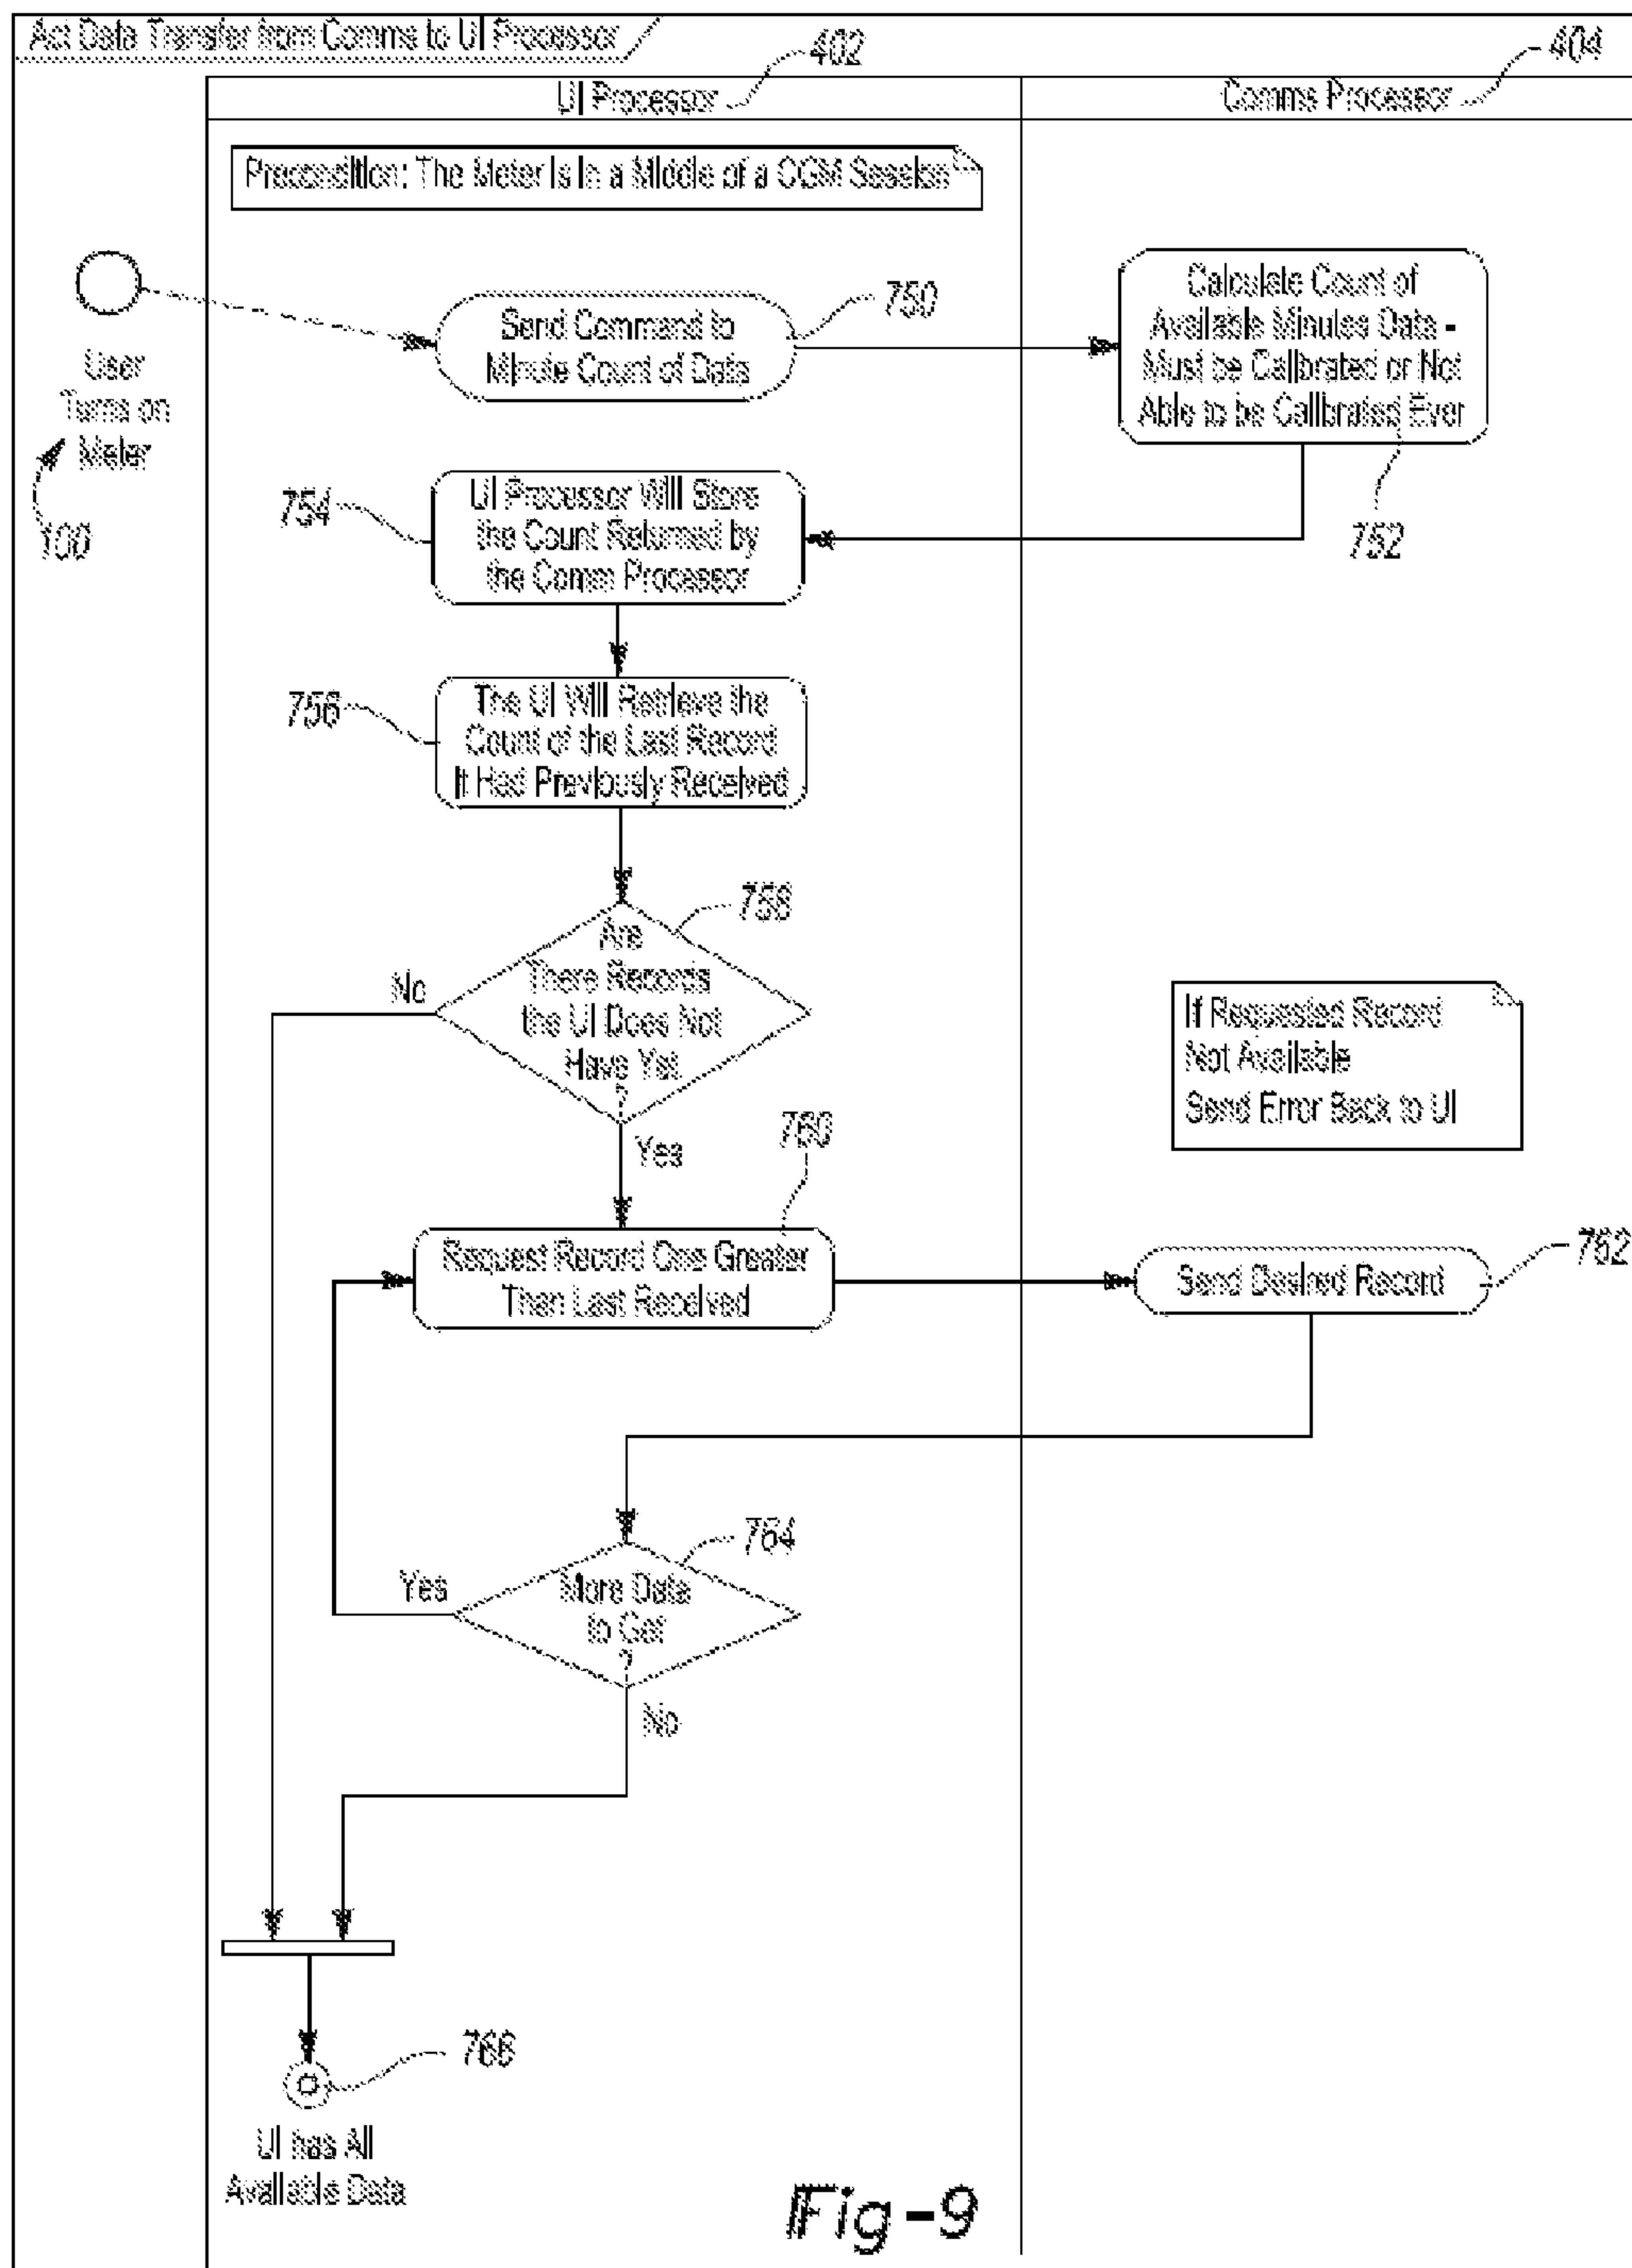 Act Data Transfer from Comms to UI Processor
402
404
UI Processor
Comms Processor
Precondition: The Meter Is In a Middle of a CGM Session
User
Turns on
Meter
100
Send Command to
Minute Count of Data
750
Calculate Count of
Available Minutes Data -
Must be Calibrated or Not
Able to be Calibrated Ever
752
754
UI Processor Will Store
the Count Returned by
the Comm Processor
756
The UI Will Retrieve the
Count of the Last Record
It Had Previously Received
758
Are
There Records
the UI Does Not
Have Yet
?
No
Yes
If Requested Record
Not Available
Send Error Back to UI
760
Request Record One Greater
Then Last Received
Send Desired Record
762
764
More Data
to Get
?
Yes
No
766
UI has All
Available Data
Fig-9